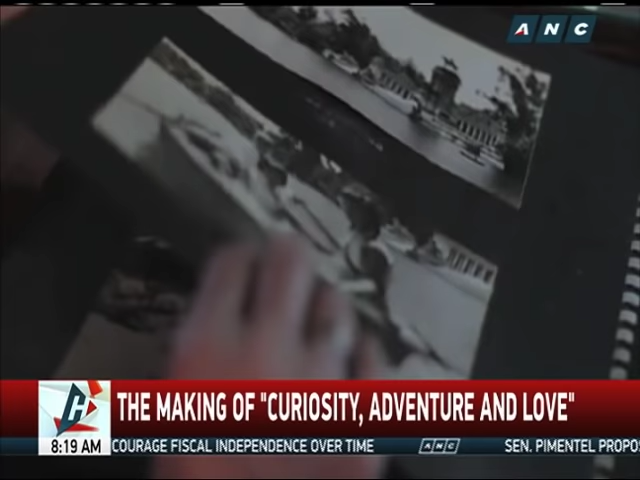 ANC
THE MAKING OF "CURIOSITY, ADVENTURE AND LOVE"
8:19 AM COURAGE FISCAL INDEPENDENCE OVER TIME ANC SEN. PIMENTEL PROPOS